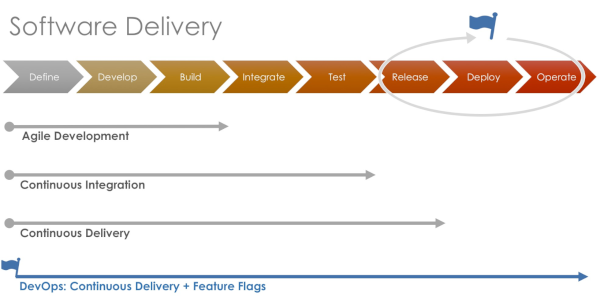 Software Delivery
Define Develop Build Integrate Test Release Deploy Operate
Agile Development
Continuous Integration
Continuous Delivery
DevOps: Continuous Delivery + Feature Flags